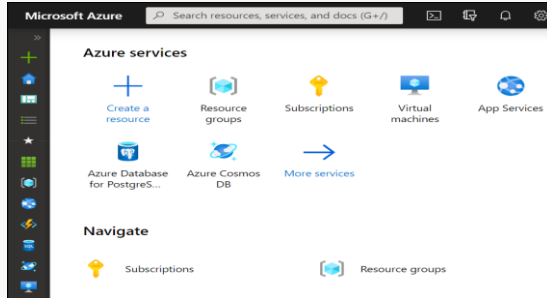 Microsoft Azure
Search resources, services, and docs (G+/)
Azure services
Create a
resource
Resource
groups
Subscriptions
Virtual
machines
App Services
Azure Database
for PostgreS...
Azure Cosmos
DB
More services
Navigate
Subscriptions
Resource groups